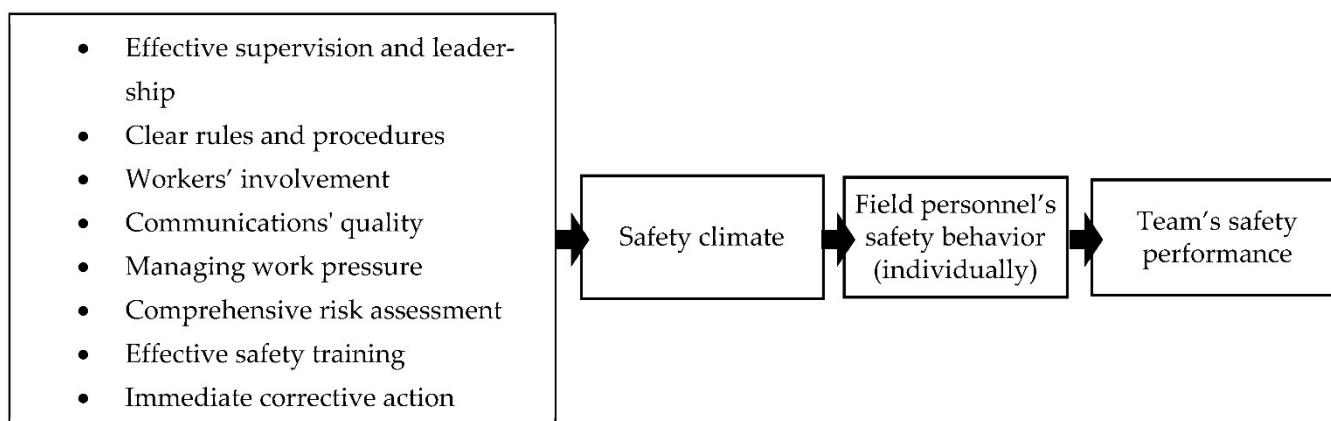 • Effective supervision and leader-
ship
• Clear rules and procedures
• Workers’ involvement
• Communications' quality
• Managing work pressure
• Comprehensive risk assessment
• Effective safety training
• Immediate corrective action
Safety climate
Field personnel’s
safety behavior
(individually)
Team’s safety
performance